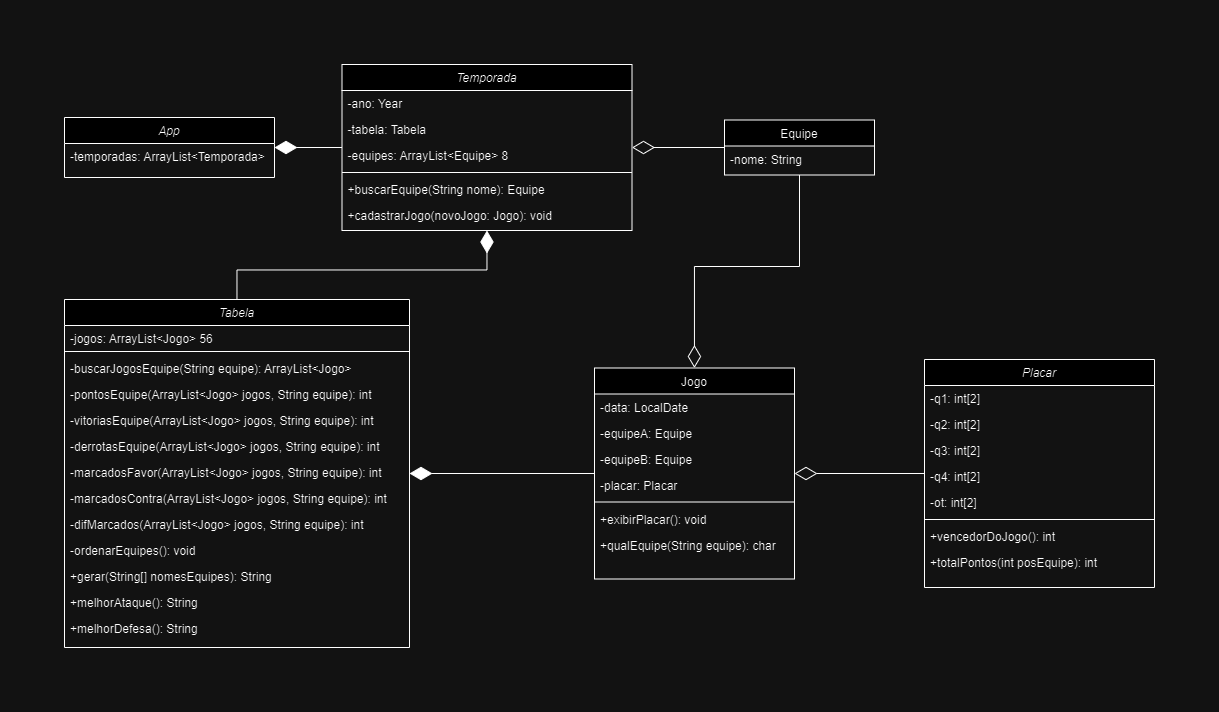 App
-temporadas: ArrayList<Temporada>
Temporada
-ano: Year
-tabela: Tabela
-equipes: ArrayList<Equipe> 8
+buscarEquipe(String nome): Equipe
+cadastrarJogo(novoJogo: Jogo): void
Equipe
-nome: String
Tabela
-jogos: ArrayList<Jogo> 56
-buscarJogosEquipe(String equipe): ArrayList<Jogo>
-pontosEquipe(ArrayList<Jogo> jogos, String equipe): int
-vitoriasEquipe(ArrayList<Jogo> jogos, String equipe): int
-derrotasEquipe(ArrayList<Jogo> jogos, String equipe): int
-marcadosFavor(ArrayList<Jogo> jogos, String equipe): int
-marcadosContra(ArrayList<Jogo> jogos, String equipe): int
-difMarcados(ArrayList<Jogo> jogos, String equipe): int
-ordenarEquipes(): void
+gerar(String[] nomesEquipes): String
+melhorAtaque(): String
+melhorDefesa(): String
Jogo
-data: LocalDate
-equipeA: Equipe
-equipeB: Equipe
-placar: Placar
+exibirPlacar(): void
+qualEquipe(String equipe): char
Placar
-q1: int[2]
-q2: int[2]
-q3: int[2]
-q4: int[2]
-ot: int[2]
+vencedorDoJogo(): int
+totalPontos(int posEquipe): int